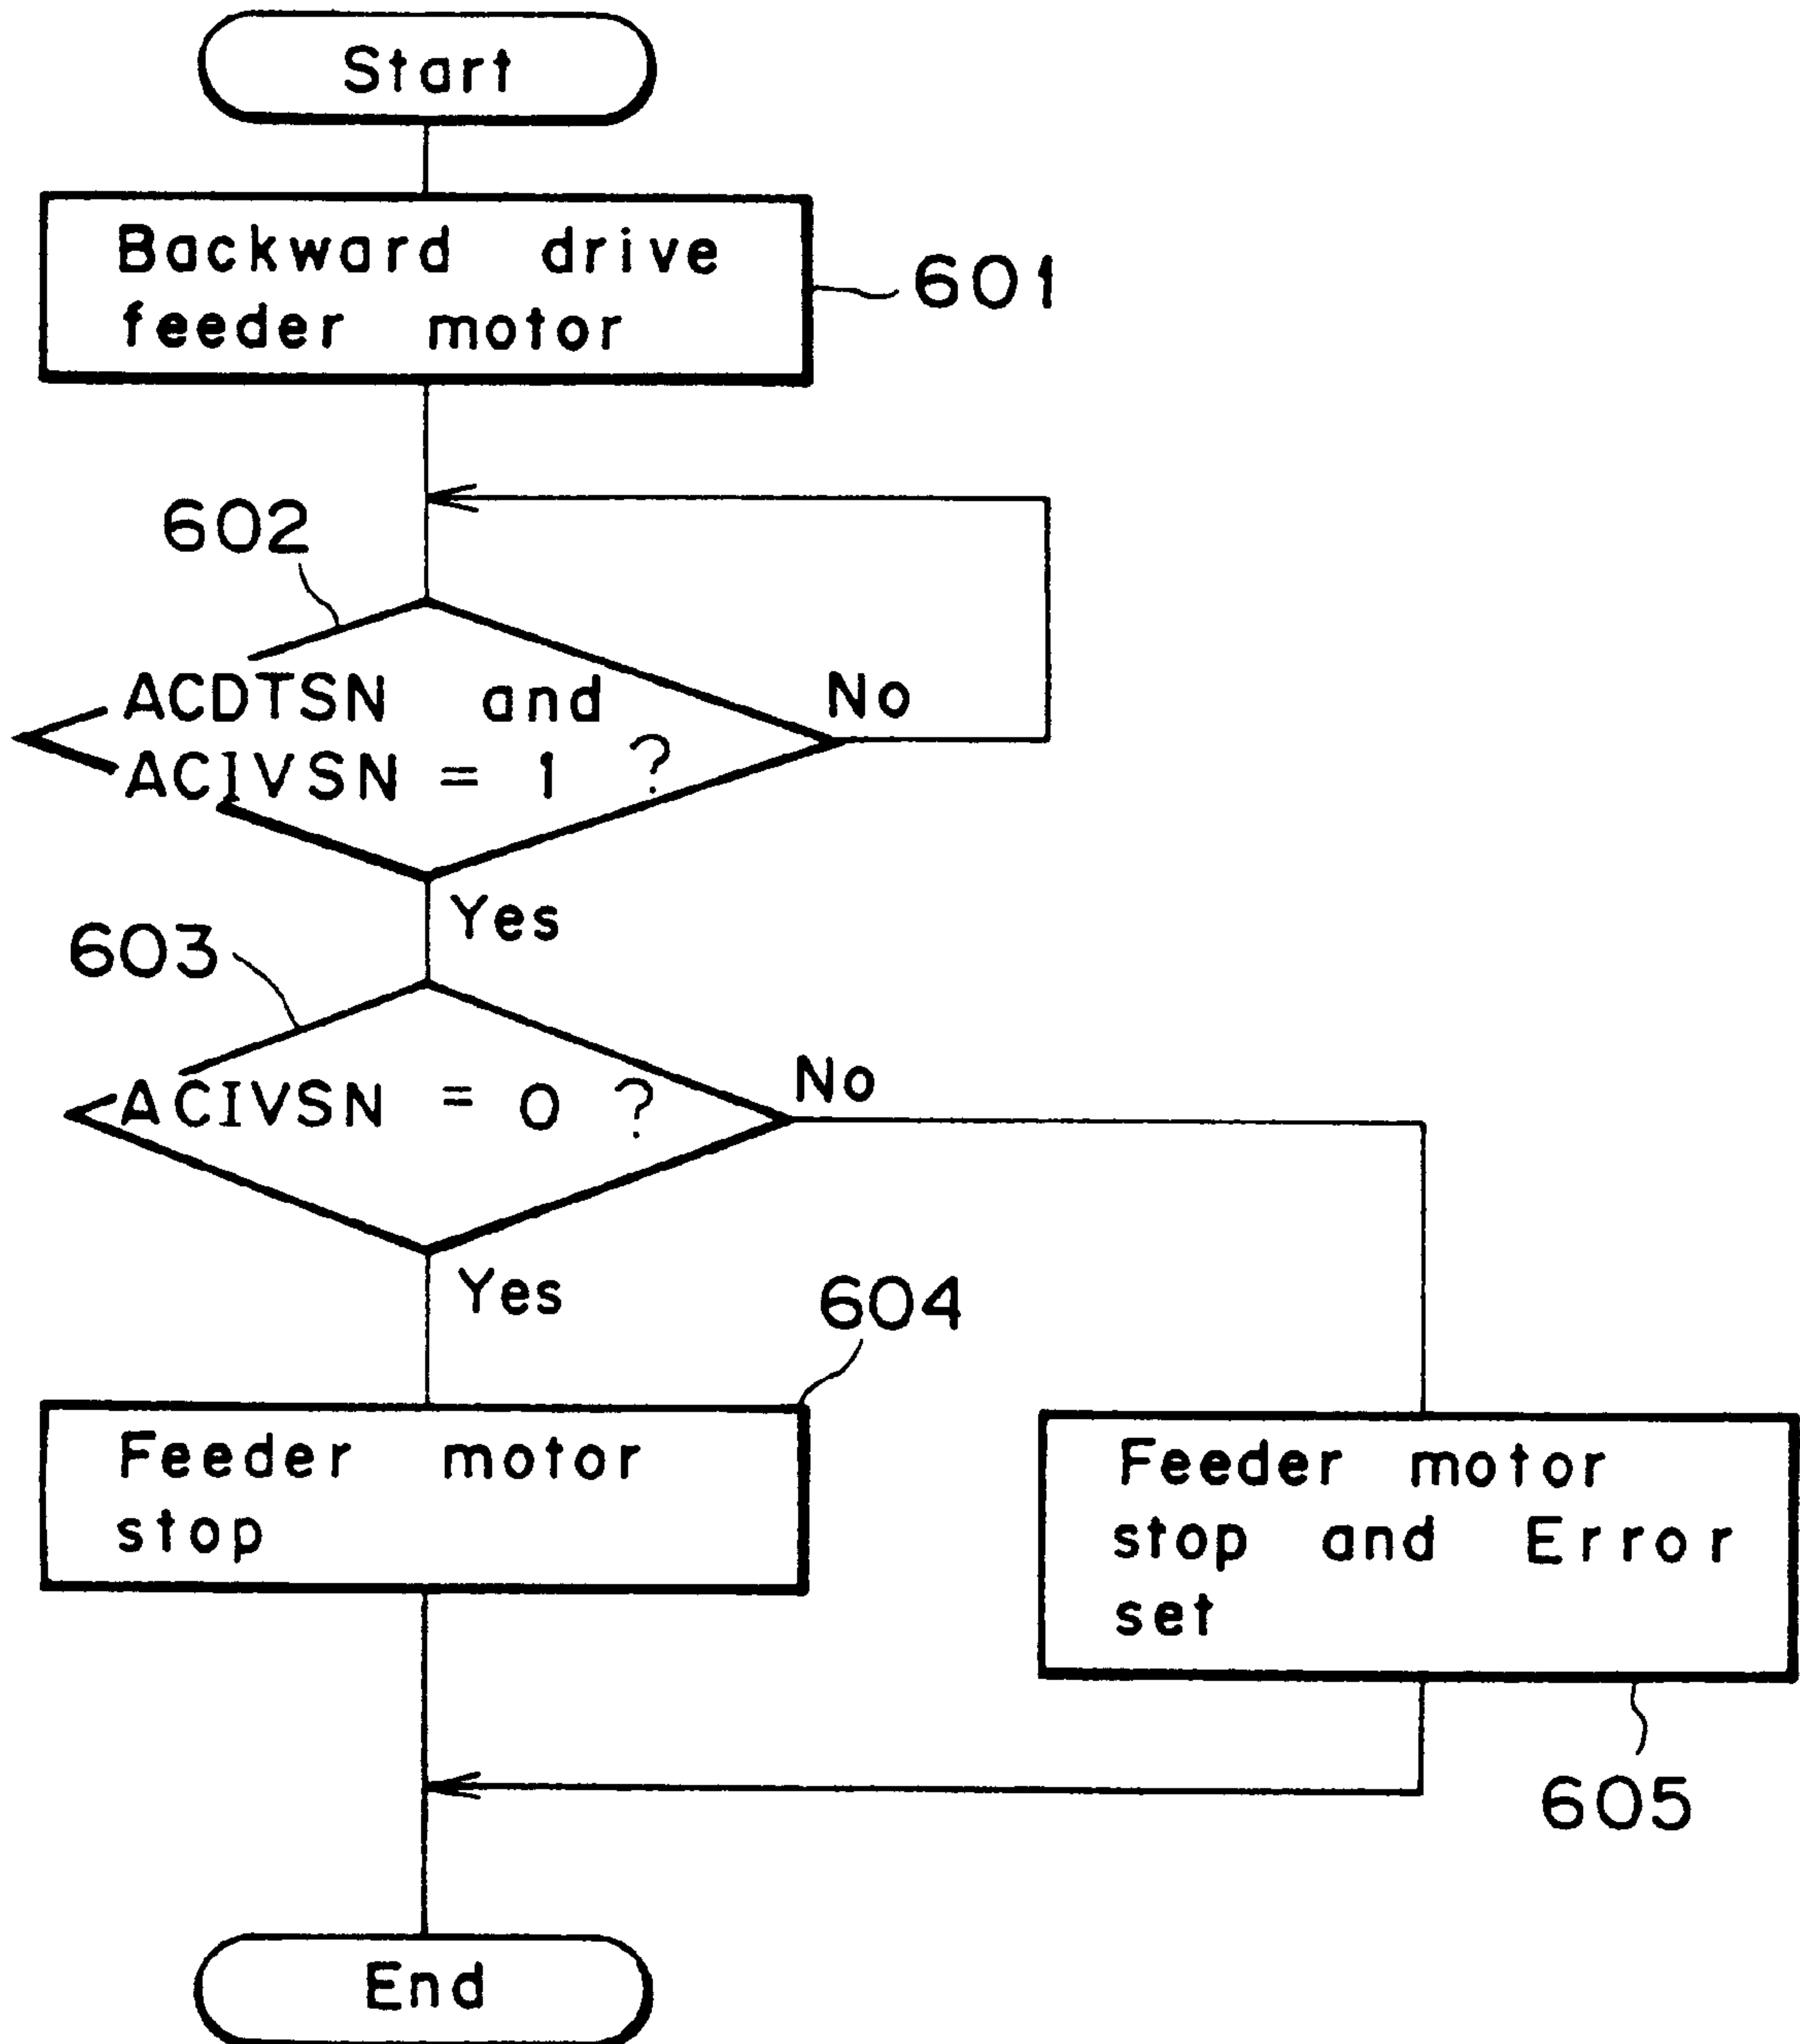 Start
Backward drive
feeder motor
601
602
ACDTSN and
ACIVSN = 1 ?
No
Yes
603
ACIVSN = 0 ?
No
Yes
604
Feeder motor
stop
Feeder motor
stop and Error
set
605
End